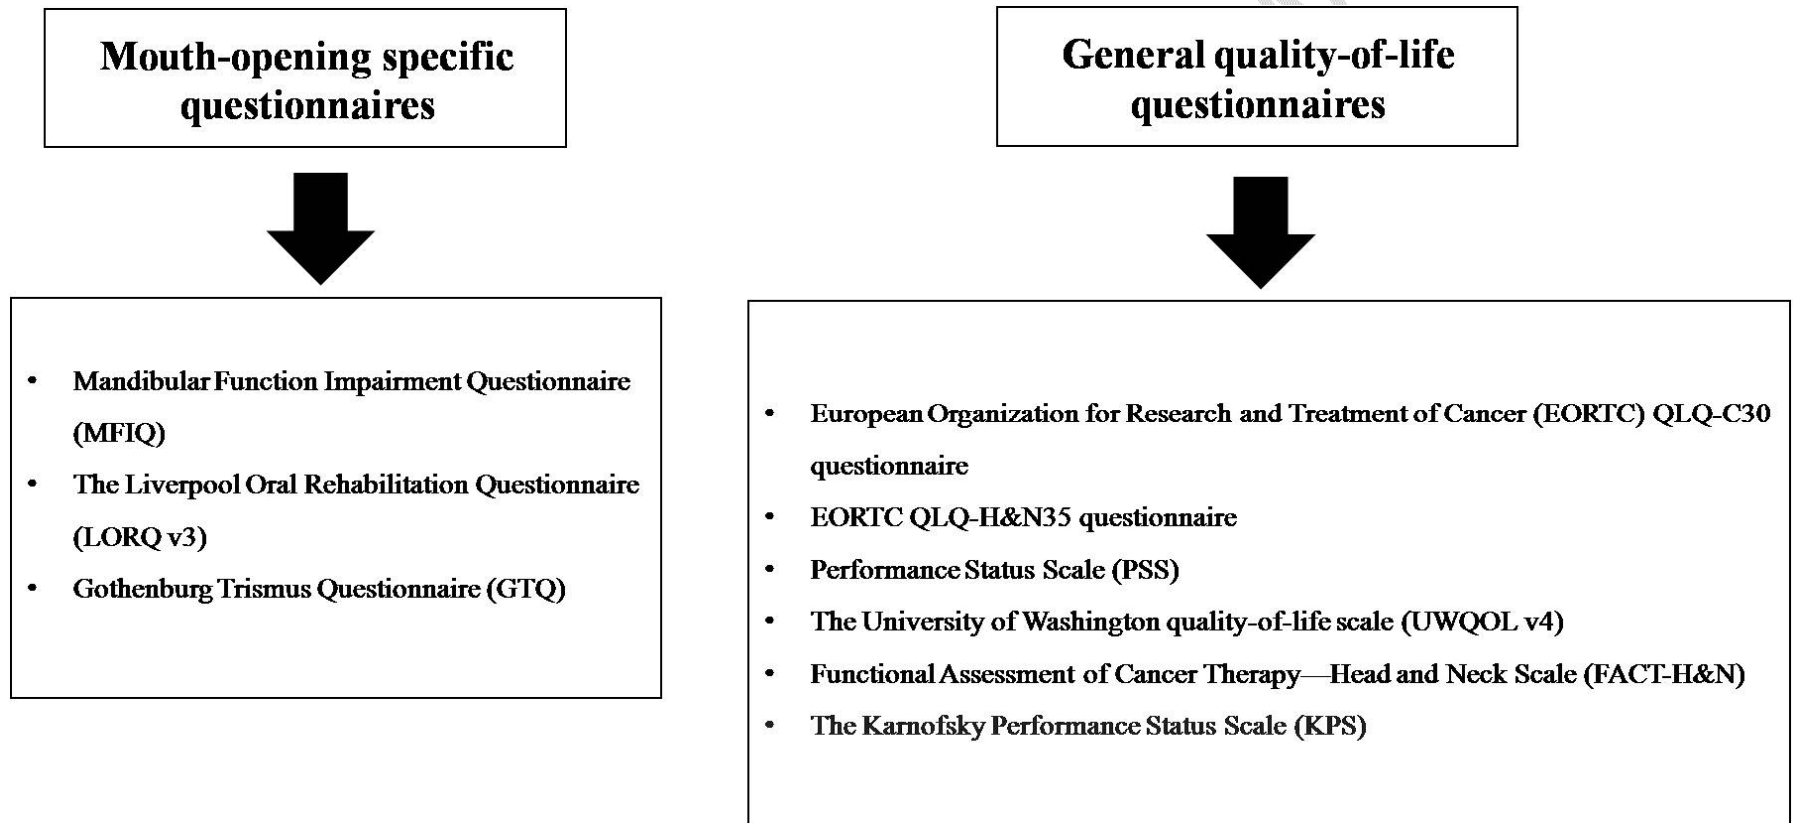 Mouth-opening specific
questionnaires
• Mandibular Function Impairment Questionnaire
(MFIQ)
• The Liverpool Oral Rehabilitation Questionnaire
(LORQ v3)
• Gothenburg Trismus Questionnaire (GTQ)
General quality-of-life
questionnaires
• European Organization for Research and Treatment of Cancer (EORTC) QLQ-C30
questionnaire
• EORTC QLQ-H&N35 questionnaire
• Performance Status Scale (PSS)
• The University of Washington quality-of-life scale (UWQOL v4)
• Functional Assessment of Cancer Therapy—Head and Neck Scale (FACT-H&N)
• The Karnofsky Performance Status Scale (KPS)